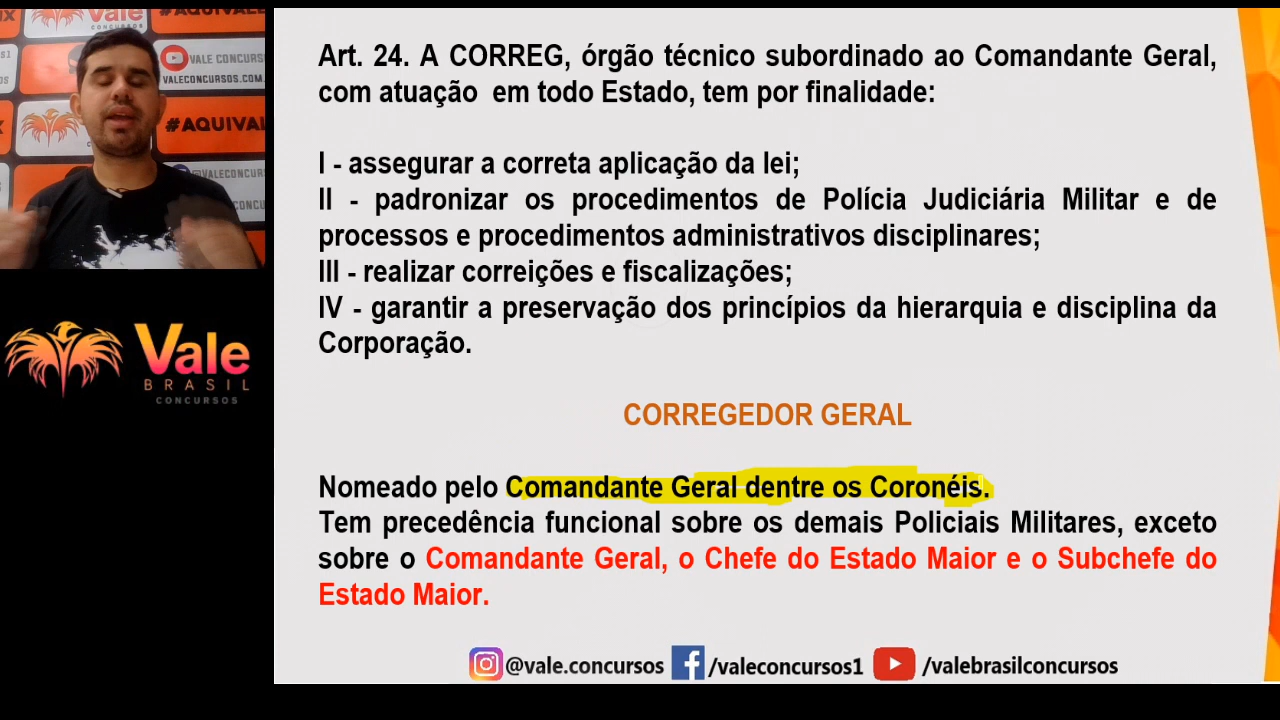 Art. 24. A CORREG, órgão técnico subordinado ao Comandante Geral,
com atuação em todo Estado, tem por finalidade:
I - assegurar a correta aplicação da lei;
II - padronizar os procedimentos de Polícia Judiciária Militar e de
processos e procedimentos administrativos disciplinares;
III - realizar correições e fiscalizações;
IV - garantir a preservação dos princípios da hierarquia e disciplina da
Corporação.
CORREGEDOR GERAL
Nomeado pelo Comandante Geral dentre os Coronéis.
Tem precedência funcional sobre os demais Policiais Militares, exceto
sobre o Comandante Geral, o Chefe do Estado Maior e o Subchefe do
Estado Maior.
@vale.concursos /valeconcursos1 /valebrasilconcursos
Vale
BRASIL
CONCURSOS
VALECONCURSOS.COM
#AQUIVAL